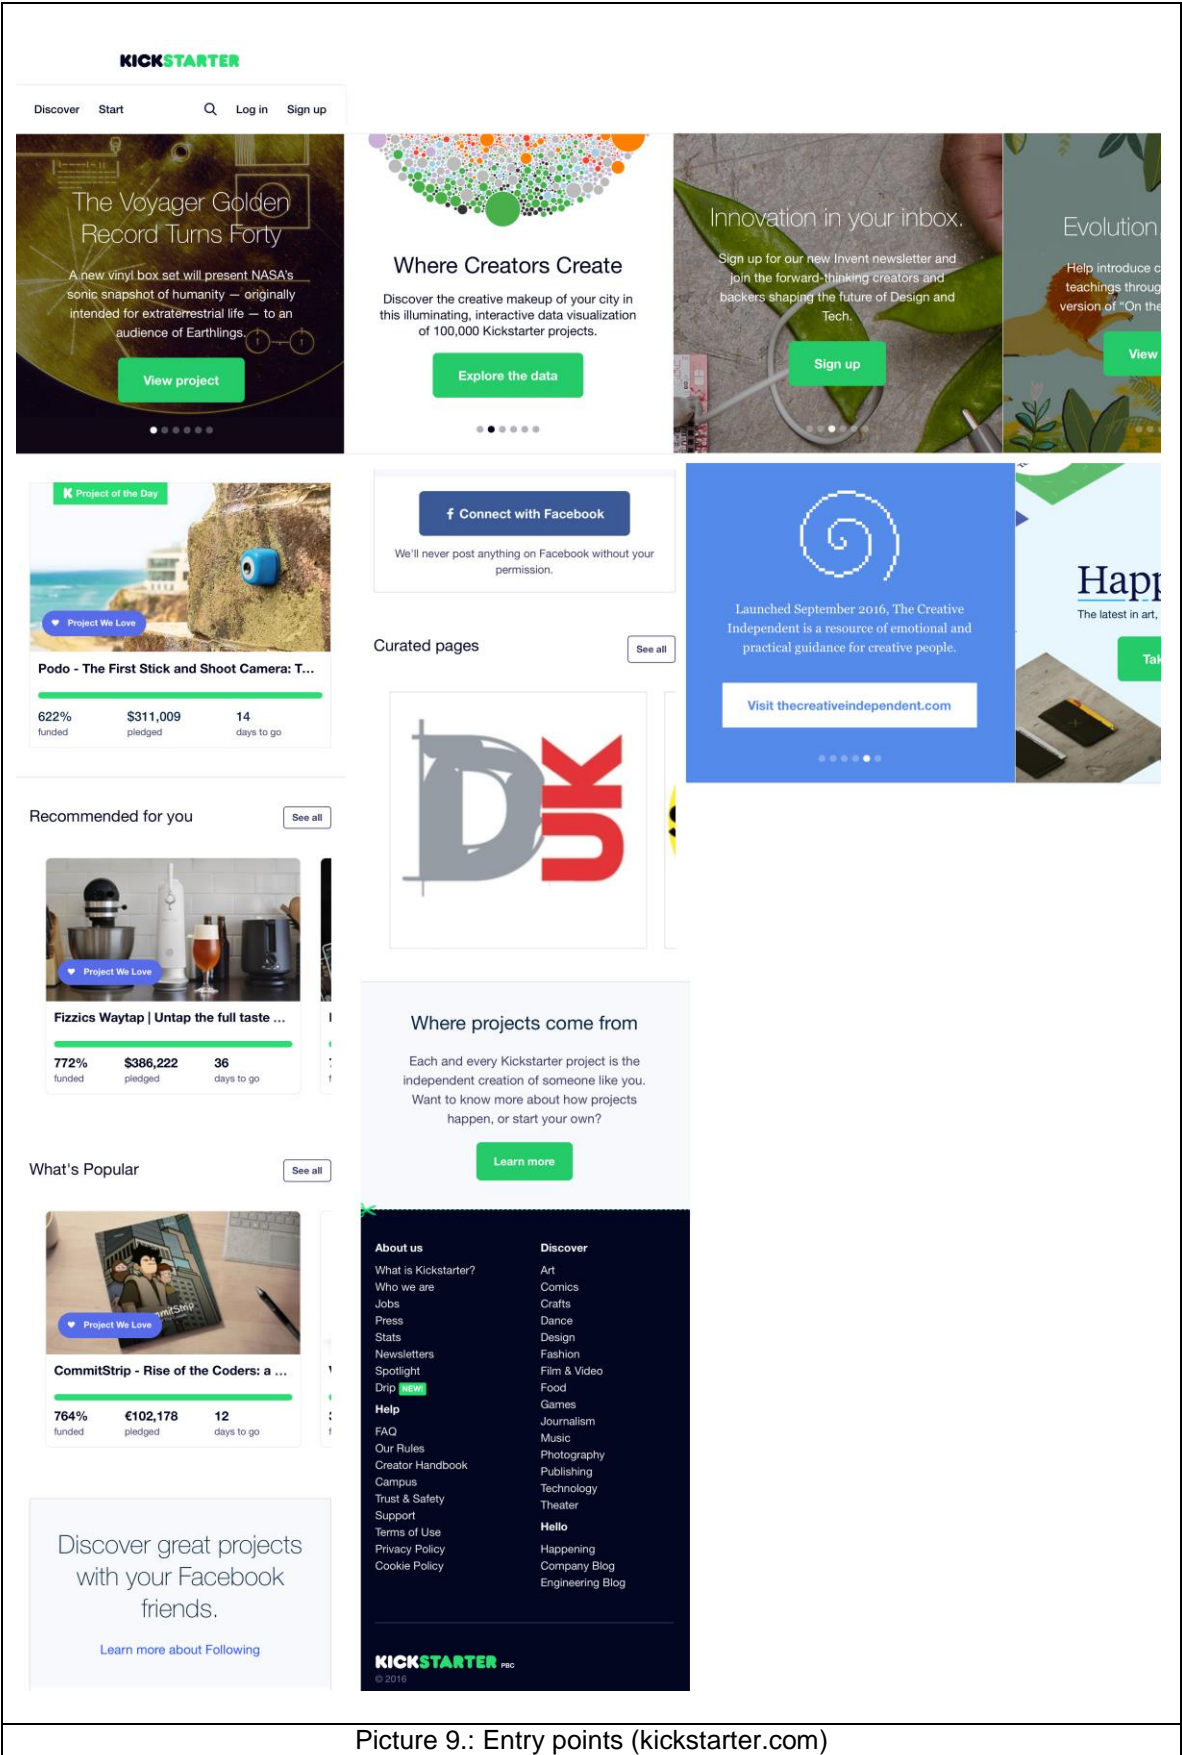 KICKSTARTER
Discover Start Log in Sign up
The Voyager Golden
Record Turns Forty
A new vinyl box set will present NASA's
sonic snapshot of humanity — originally
intended for extraterrestrial life — to an
audience of Earthlings.
View project
Where Creators Create
Discover the creative makeup of your city in
this illuminating, interactive data visualization
of 100,000 Kickstarter projects.
Explore the data
Innovation in your inbox.
Sign up for our new Invent newsletter and
join the forward-thinking creators and
backers shaping the future of Design and
Tech.
Sign up
Evolution
Help introduce c
teachings throug
version of "On the
View
Project of the Day
Project We Love
Podo - The First Stick and Shoot Camera: T...
622% $311,009 14
funded pledged days to go
Recommended for you See all
Project We Love
Fizzics Waytap | Untap the full taste ...
772% $386,222 36
funded pledged days to go
What's Popular See all
CommitStrip
Project We Love
CommitStrip - Rise of the Coders: a ...
764% €102,178 12
funded pledged days to go
Discover great projects
with your Facebook
friends.
Learn more about Following
Connect with Facebook
We'll never post anything on Facebook without your
permission.
Curated pages See all
D UK
Where projects come from
Each and every Kickstarter project is the
independent creation of someone like you.
Want to know more about how projects
happen, or start your own?
Learn more
About us
What is Kickstarter?
Who we are
Jobs
Press
Stats
Newsletters
Spotlight
Drip NEW!
Help
FAQ
Our Rules
Creator Handbook
Campus
Trust & Safety
Support
Terms of Use
Privacy Policy
Cookie Policy
Discover
Art
Comics
Crafts
Dance
Design
Fashion
Film & Video
Food
Games
Journalism
Music
Photography
Publishing
Technology
Theater
Hello
Happening
Company Blog
Engineering Blog
KICKSTARTER PBC
© 2016
Launched September 2016, The Creative
Independent is a resource of emotional and
practical guidance for creative people.
Visit thecreativeindependent.com
Happ
The latest in art,
Tak
Picture 9.: Entry points (kickstarter.com)